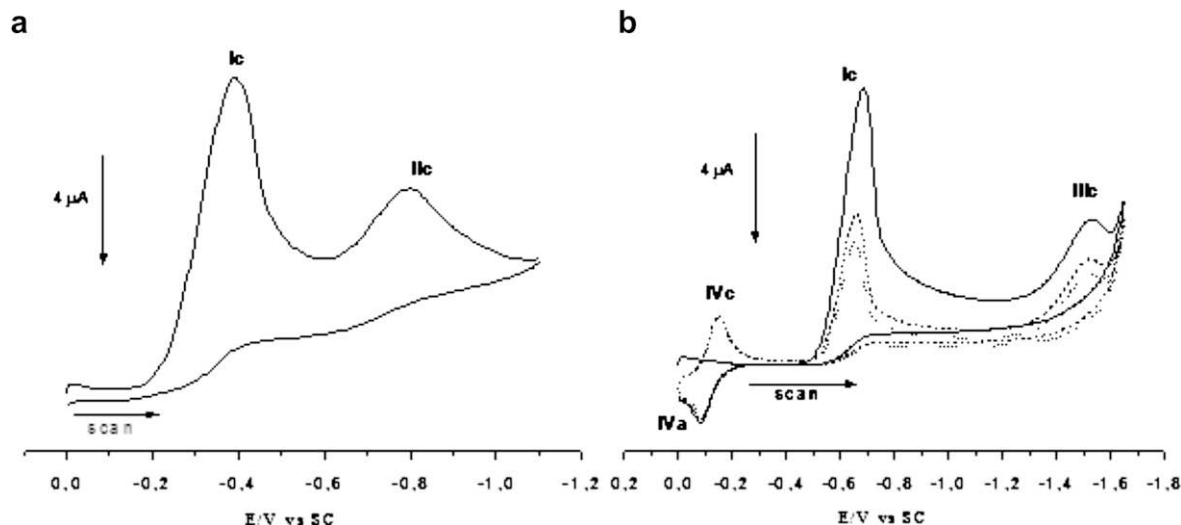 a
Ic
IIc
4 µA
scan
0,0 -0,2 -0,4 -0,6 -0,8 -1,0 -1,2
E/V vs SC
b
Ic
4 µA
IIIc
IVc
scan
IVa
0,2 0,0 -0,2 -0,4 -0,6 -0,8 -1,0 -1,2 -1,4 -1,6 -1,8
E/V vs SC